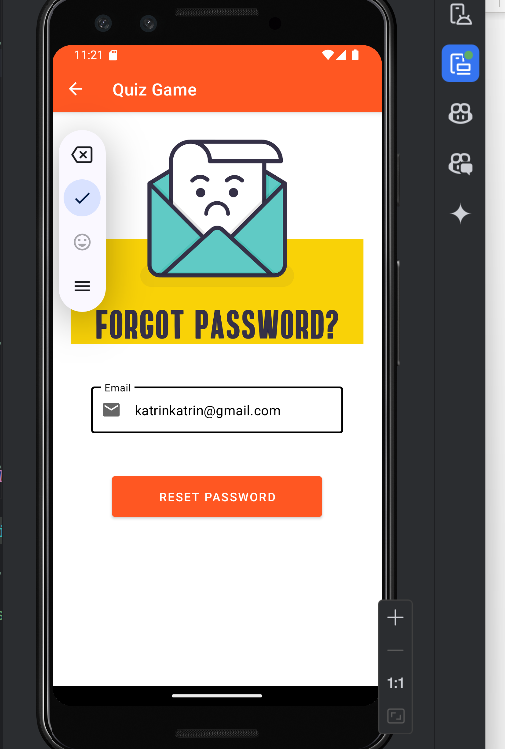 11:21
Quiz Game
FORGOT PASSWORD?
Email
katrinkatrin@gmail.com
RESET PASSWORD
1:1